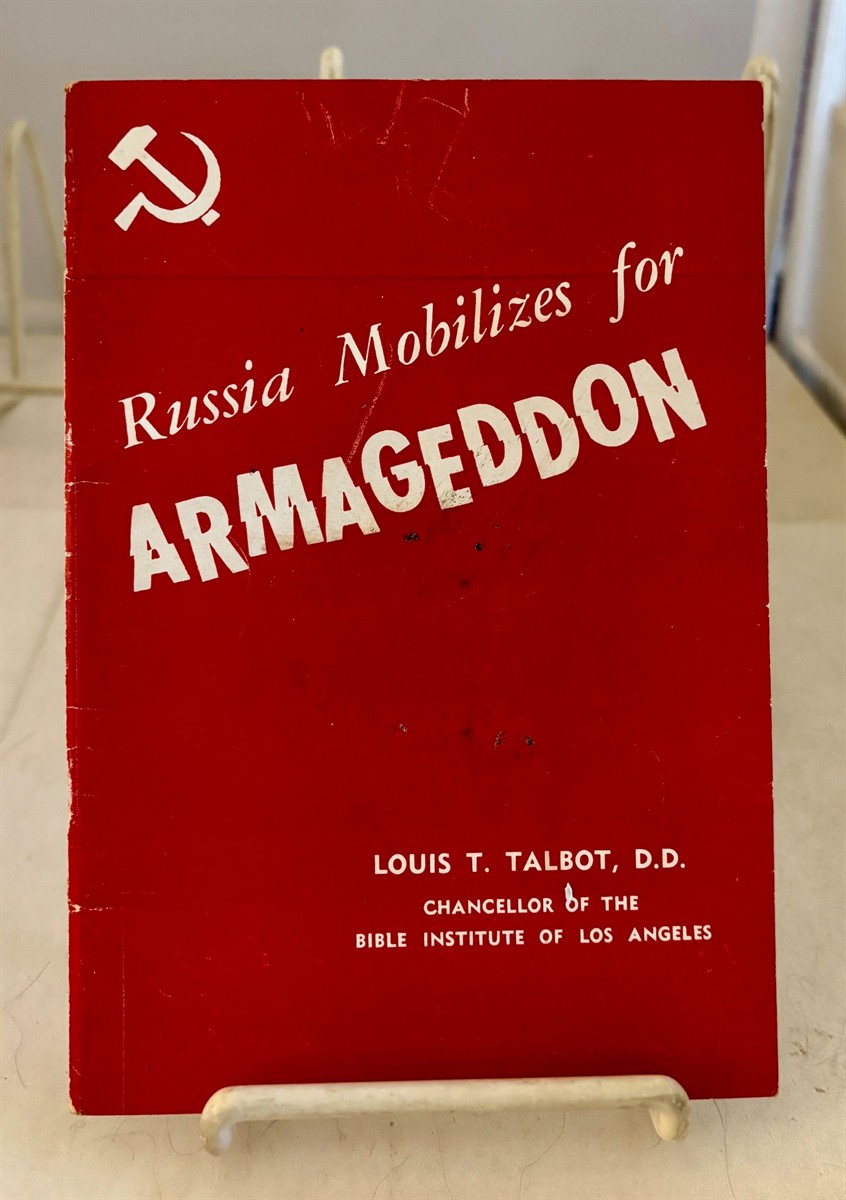 Russia Mobilizes for
ARMAGEDDON
LOUIS T. TALBOT, D.D.
CHANCELLOR OF THE
BIBLE INSTITUTE OF LOS ANGELES